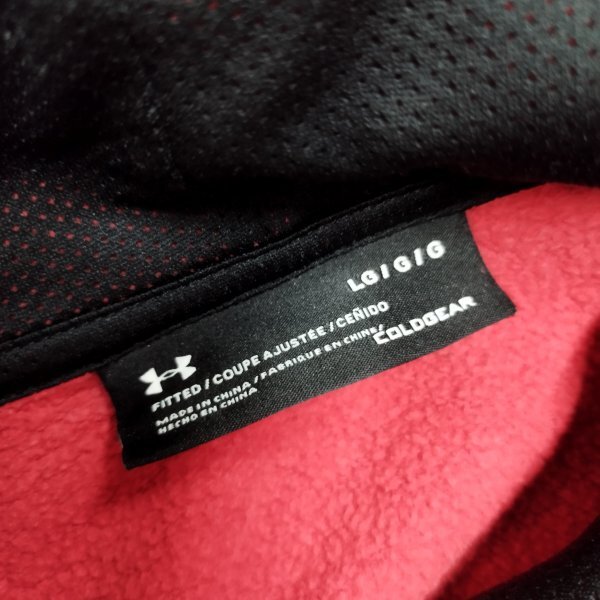 LG / G / G
FITTED / COUPE AJUSTÉE / CEÑIDO
COLDGEAR
MADE IN CHINA / FABRIQUE EN CHINE /
HECHO EN CHINA